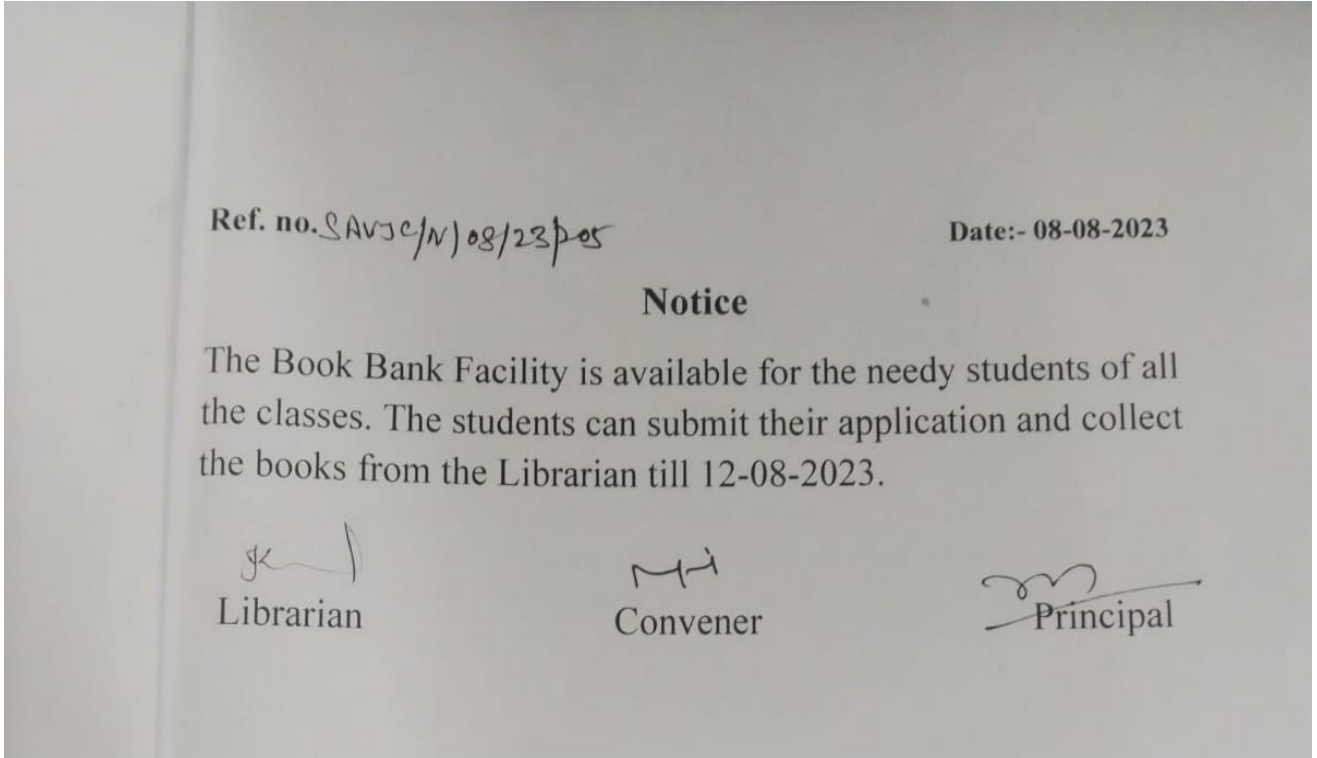 Ref. no. SAVJC/N/08/23/205 Date:- 08-08-2023
Notice
The Book Bank Facility is available for the needy students of all
the classes. The students can submit their application and collect
the books from the Librarian till 12-08-2023.
Librarian Convener Principal